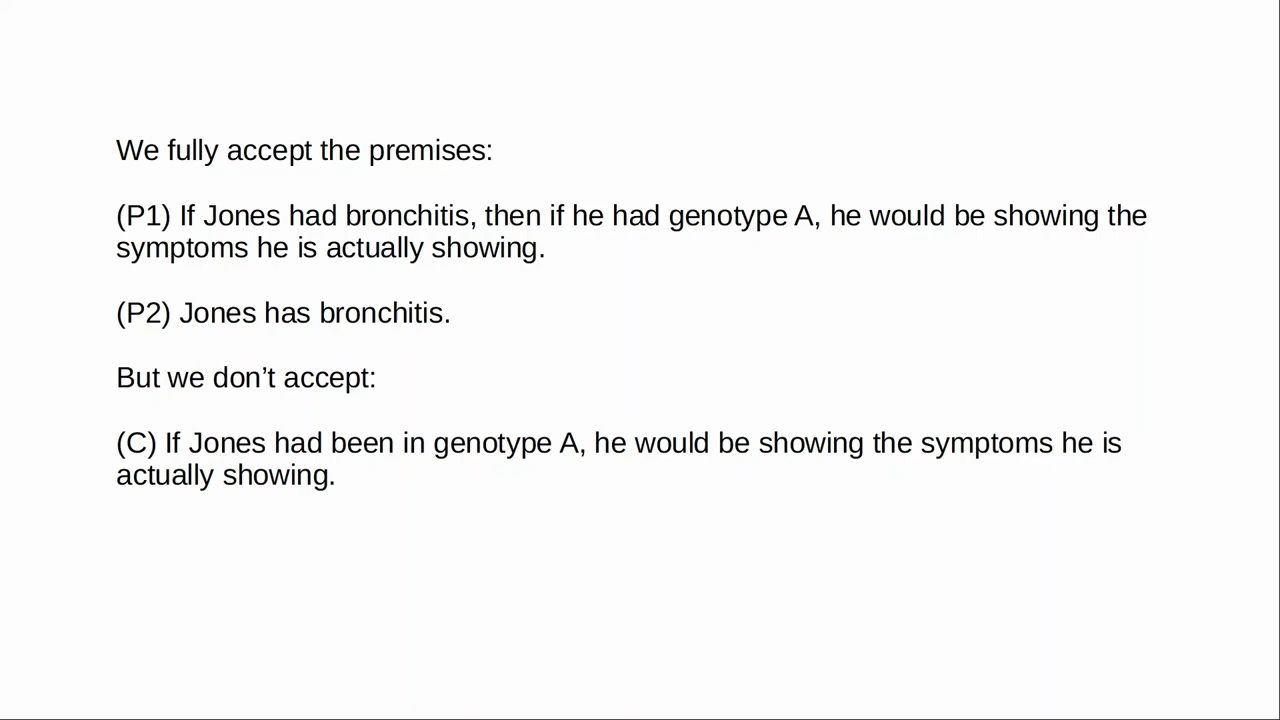 We fully accept the premises:
(P1) If Jones had bronchitis, then if he had genotype A, he would be showing the
symptoms he is actually showing.
(P2) Jones has bronchitis.
But we don’t accept:
(C) If Jones had been in genotype A, he would be showing the symptoms he is
actually showing.